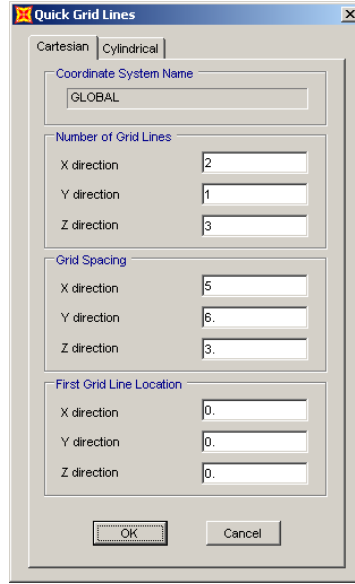 Quick Grid Lines
Cartesian Cylindrical
Coordinate System Name
GLOBAL
Number of Grid Lines
X direction 2
Y direction 1
Z direction 3
Grid Spacing
X direction 5
Y direction 6.
Z direction 3.
First Grid Line Location
X direction 0.
Y direction 0.
Z direction 0.
OK Cancel